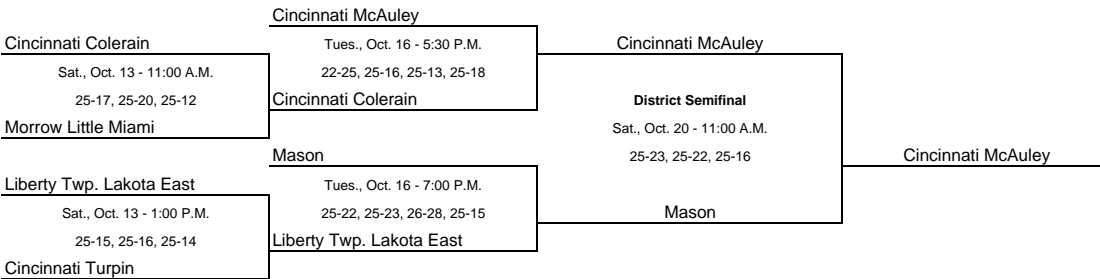 Cincinnati McAuley
Cincinnati Colerain
Tues., Oct. 16 - 5:30 P.M.
Cincinnati McAuley
Sat., Oct. 13 - 11:00 A.M.
22-25, 25-16, 25-13, 25-18
25-17, 25-20, 25-12
Cincinnati Colerain
District Semifinal
Morrow Little Miami
Sat., Oct. 20 - 11:00 A.M.
Mason
25-23, 25-22, 25-16
Cincinnati McAuley
Liberty Twp. Lakota East
Tues., Oct. 16 - 7:00 P.M.
Sat., Oct. 13 - 1:00 P.M.
25-22, 25-23, 26-28, 25-15
Mason
25-15, 25-16, 25-14
Liberty Twp. Lakota East
Cincinnati Turpin